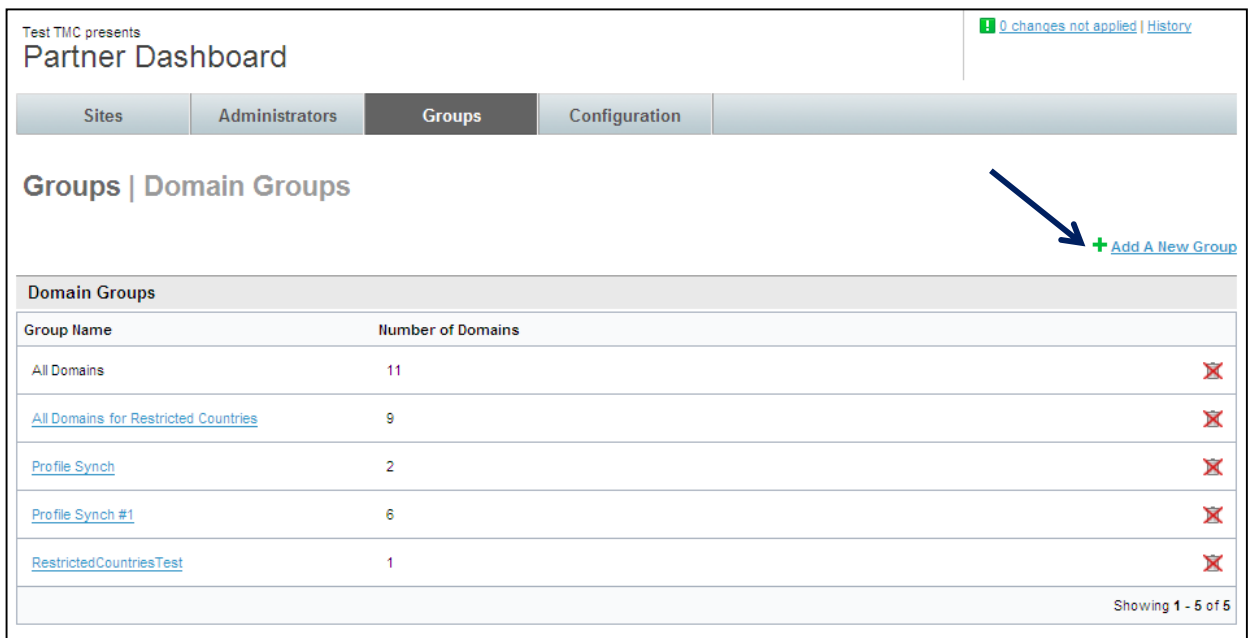 Test TMC presents
Partner Dashboard
0 changes not applied | History
Sites Administrators Groups Configuration
Groups | Domain Groups
Add A New Group
Domain Groups
Group Name Number of Domains
All Domains 11
All Domains for Restricted Countries 9
Profile Synch 2
Profile Synch #1 6
RestrictedCountriesTest 1
Showing 1 - 5 of 5